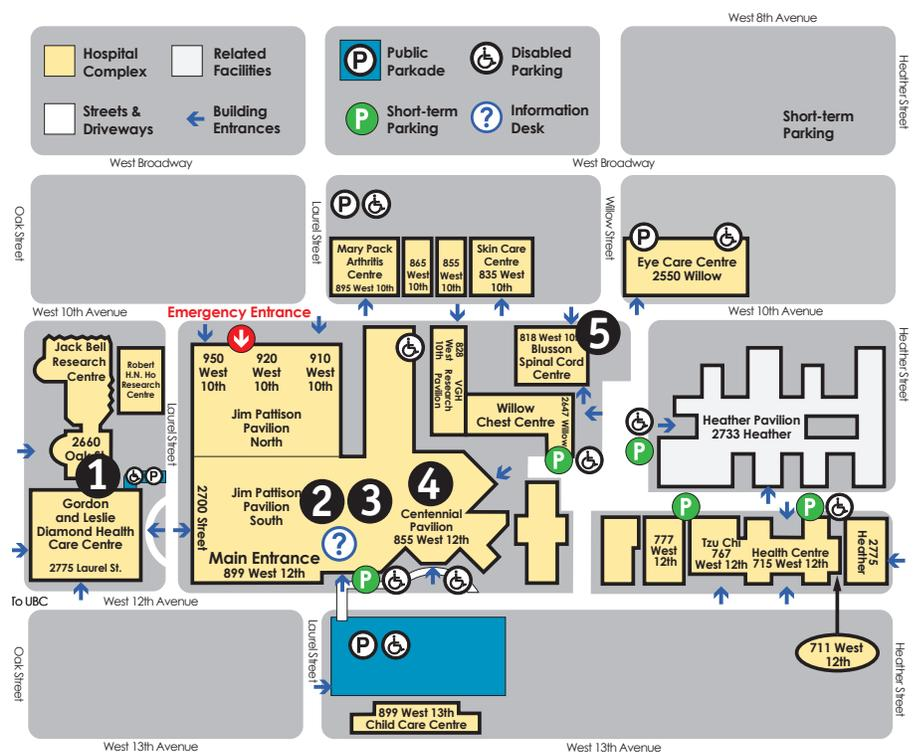 West 8th Avenue
Hospital
Complex
Related
Facilities
Streets &
Driveways
Building
Entrances
P
Public
Parkade
Disabled
Parking
P
Short-term
Parking
?
Information
Desk
Short-term
Parking
Heather Street
West Broadway
West Broadway
Oak Street
Laurel Street
P
Mary Pack
Arthritis
Centre
895 West 10th
865
West
10th
855
West
10th
Skin Care
Centre
835 West
10th
Willow Street
P
Eye Care Centre
2550 Willow
West 10th Avenue
Emergency Entrance
West 10th Avenue
Jack Bell
Research
Centre
Robert
H.N. Ho
Research
Centre
2660
Laurel Street
1
P
Gordon
and Leslie
Diamond Health
Care Centre
2775 Laurel St.
950
West
10th
920
West
10th
910
West
10th
Jim Pattison
Pavilion
North
2700 Street
Jim Pattison
Pavilion
South
2
3
4
Centennial
Pavilion
855 West 12th
?
Main Entrance
899 West 12th
P
828
West
10th
VGH
Research
Pavilion
818 West
Blusson
Spinal Cord
Centre
5
Willow
Chest Centre
2647 Willow
P
P
Heather Pavilion
2733 Heather
Heather Street
P
P
777
West
12th
Tzu Chi
767
West 12th
Health Centre
715 West 12th
2775
Heather
711 West
12th
To UBC
West 12th Avenue
Oak Street
Laurel Street
P
899 West 13th
Child Care Centre
Heather Street
West 13th Avenue
West 13th Avenue